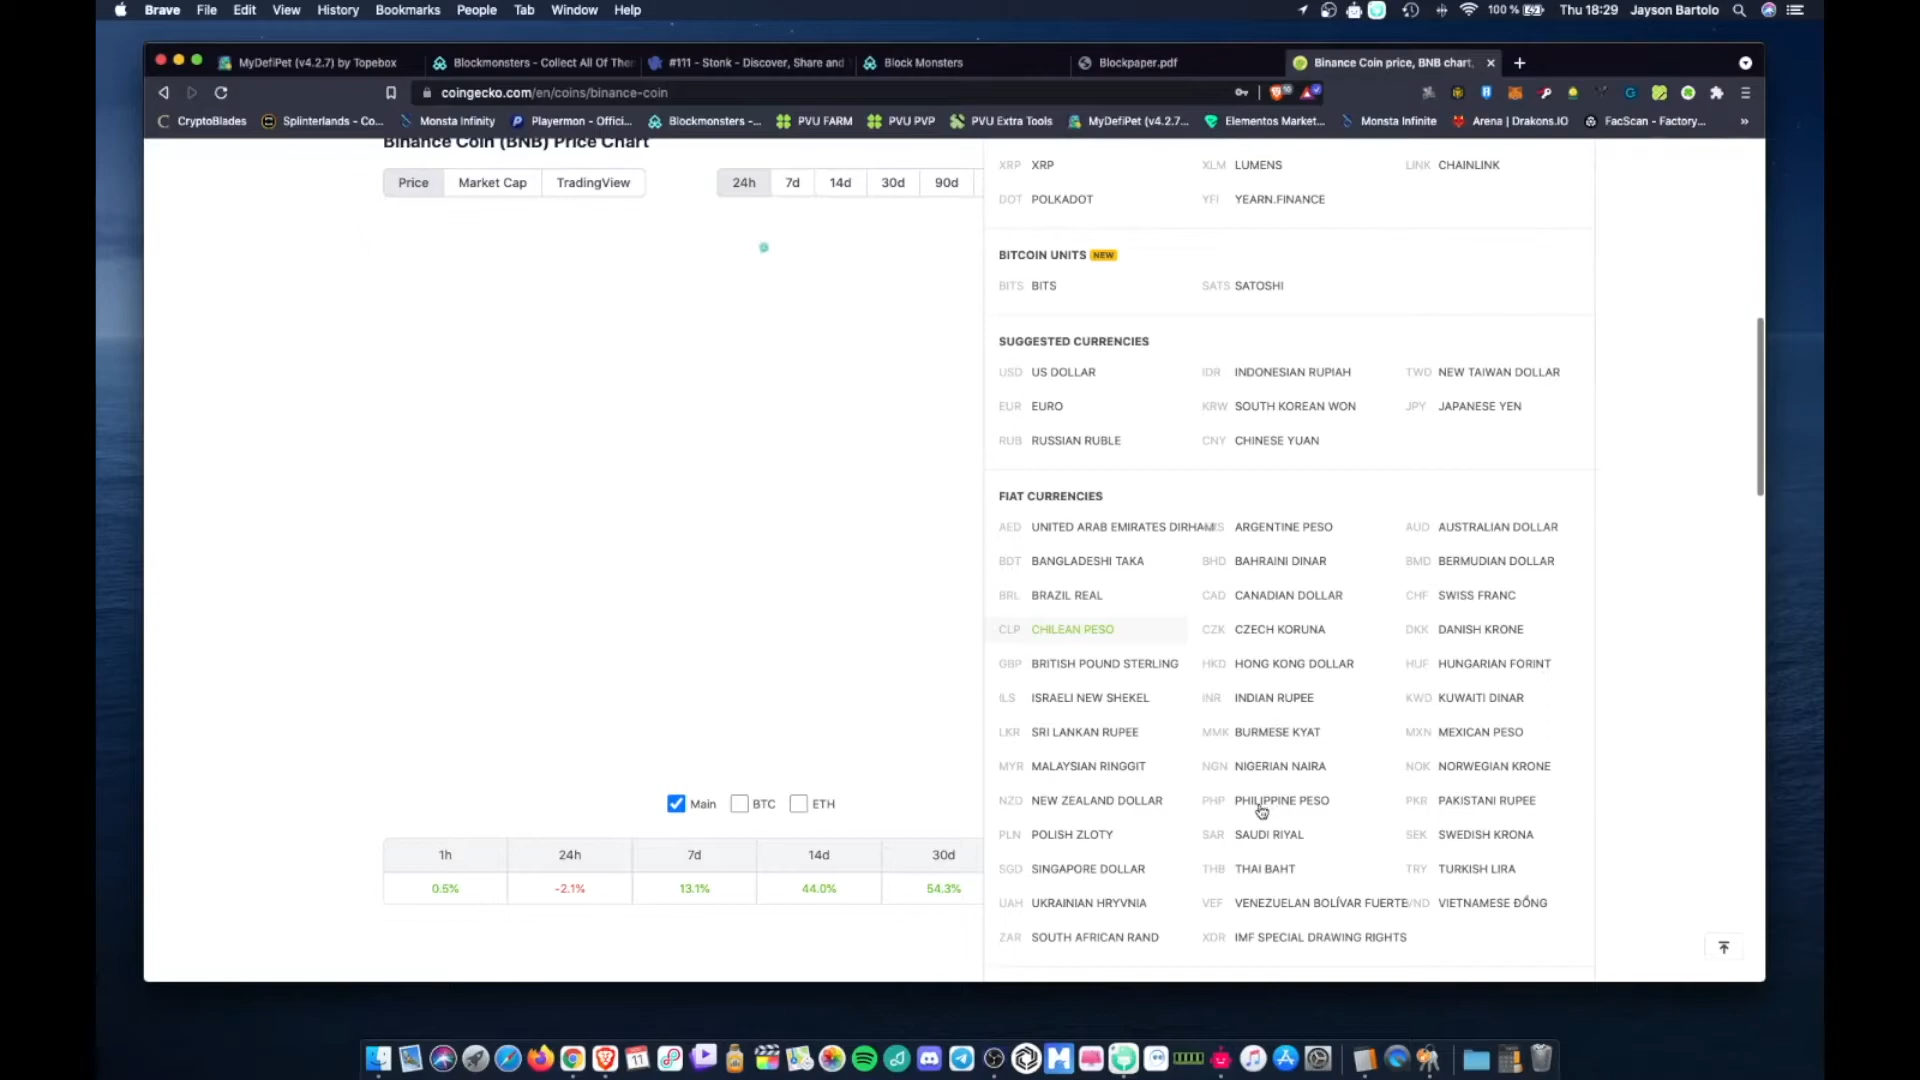 Brave File Edit View History Bookmarks People Tab Window Help 100% Thu 18:29 Jayson Bartolo
MyDefiPet (v4.2.7) by Topebox Blockmonsters - Collect All Of Ther #111 - Stonk - Discover, Share and Block Monsters Blockpaper.pdf Binance Coin price, BNB chart,
coingecko.com/en/coins/binance-coin
CryptoBlades Splinterlands - Co... Monsta Infinity Playermon - Offici... Blockmonsters -... PVU FARM PVU PVP PVU Extra Tools MyDefiPet (v4.2.7... Elementos Market... Monsta Infinite Arena | Drakons.IO FacScan - Factory... »
Binance Coin (BNB) Price Chart
Price Market Cap TradingView 24h 7d 14d 30d 90d
XRP XRP XLM LUMENS LINK CHAINLINK
DOT POLKADOT YFI YEARN.FINANCE
BITCOIN UNITS NEW
BITS BITS SATS SATOSHI
SUGGESTED CURRENCIES
USD US DOLLAR IDR INDONESIAN RUPIAH TWD NEW TAIWAN DOLLAR
EUR EURO KRW SOUTH KOREAN WON JPY JAPANESE YEN
RUB RUSSIAN RUBLE CNY CHINESE YUAN
FIAT CURRENCIES
AED UNITED ARAB EMIRATES DIRHAM ARGENTINE PESO AUD AUSTRALIAN DOLLAR
BDT BANGLADESHI TAKA BHD BAHRAINI DINAR BMD BERMUDIAN DOLLAR
BRL BRAZIL REAL CAD CANADIAN DOLLAR CHF SWISS FRANC
CLP CHILEAN PESO CZK CZECH KORUNA DKK DANISH KRONE
GBP BRITISH POUND STERLING HKD HONG KONG DOLLAR HUF HUNGARIAN FORINT
ILS ISRAELI NEW SHEKEL INR INDIAN RUPEE KWD KUWAITI DINAR
LKR SRI LANKAN RUPEE MMK BURMESE KYAT MXN MEXICAN PESO
MYR MALAYSIAN RINGGIT NGN NIGERIAN NAIRA NOK NORWEGIAN KRONE
NZD NEW ZEALAND DOLLAR PHP PHILIPPINE PESO PKR PAKISTANI RUPEE
PLN POLISH ZLOTY SAR SAUDI RIYAL SEK SWEDISH KRONA
SGD SINGAPORE DOLLAR THB THAI BAHT TRY TURKISH LIRA
UAH UKRAINIAN HRYVNIA VEF VENEZUELAN BOLÍVAR FUERTE VND VIETNAMESE ĐỒNG
ZAR SOUTH AFRICAN RAND XDR IMF SPECIAL DRAWING RIGHTS
Main BTC ETH
1h 24h 7d 14d 30d
0.5% -2.1% 13.1% 44.0% 54.3%